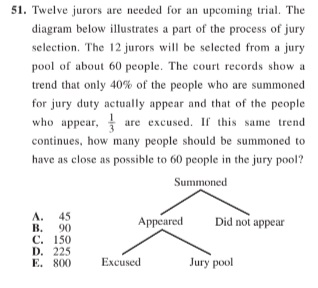 51. Twelve jurors are needed for an upcoming trial. The
diagram below illustrates a part of the process of jury
selection. The 12 jurors will be selected from a jury
pool of about 60 people. The court records show a
trend that only 40% of the people who are summoned
for jury duty actually appear and that of the people
who appear, 1/3 are excused. If this same trend
continues, how many people should be summoned to
have as close as possible to 60 people in the jury pool?
Summoned
A. 45
B. 90
C. 150
D. 225
E. 800
Appeared Did not appear
Excused Jury pool